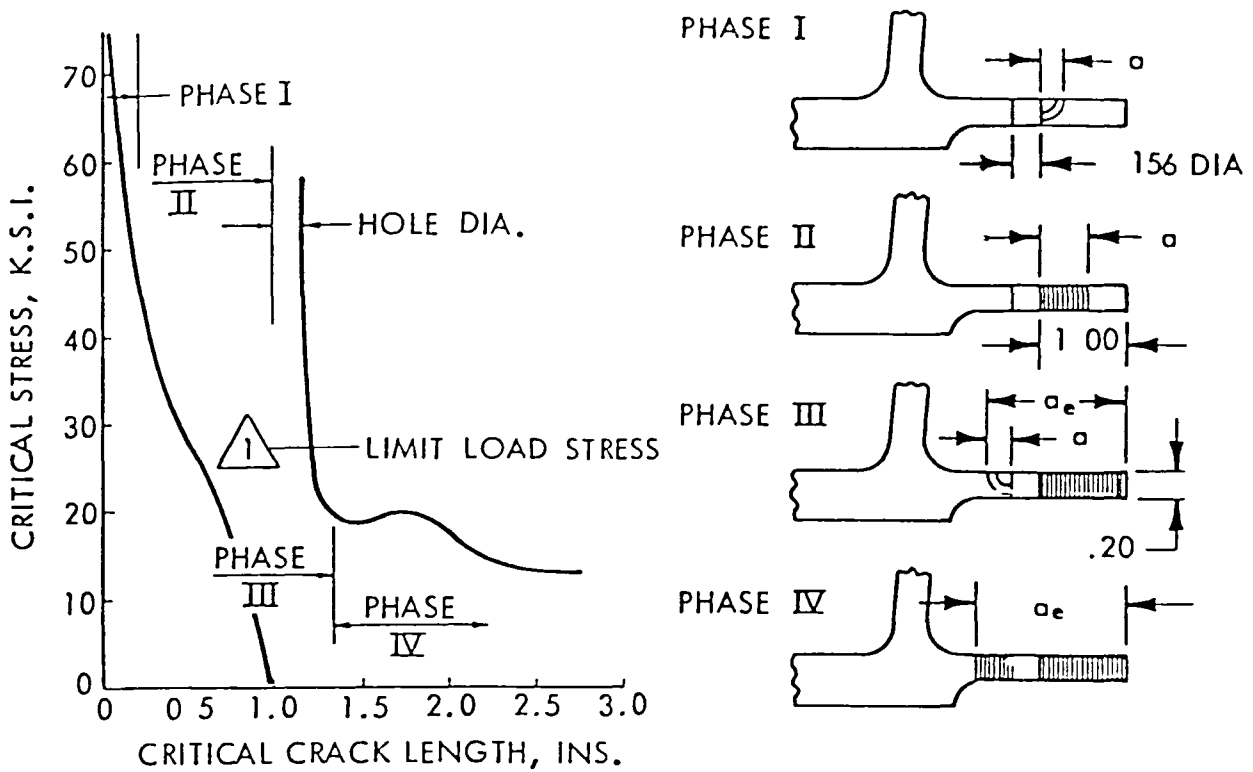 CRITICAL STRESS, K.S.I.
70
60
50
40
30
20
10
0
PHASE I
PHASE
II
HOLE DIA.
1
LIMIT LOAD STRESS
PHASE
III
PHASE
IV
0
0 5
1.0
1.5
2.0
2.5
3.0
CRITICAL CRACK LENGTH, INS.
PHASE I
a
156 DIA
PHASE II
a
1 00
PHASE III
ae
a
.20
PHASE IV
ae